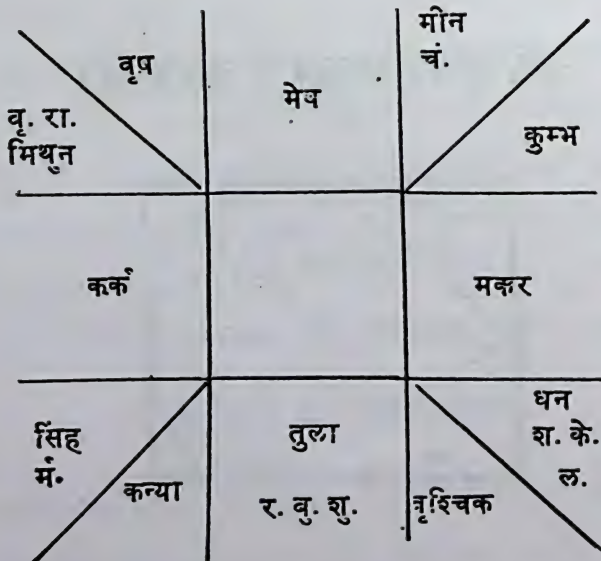 मीन
चं.
वृष
मेष
वृ. रा.
मिथुन
कुम्भ
कर्क
मकर
धन
श. के.
ल.
सिंह
मं.
कन्या
तुला
र. वु. शु.
वृश्चिक